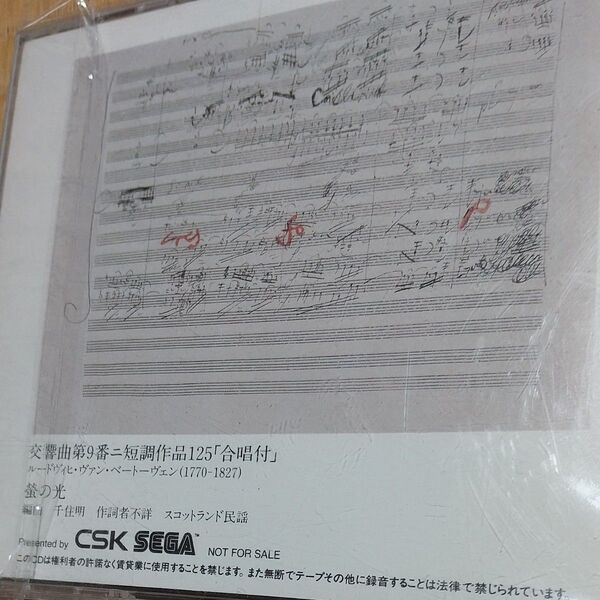 交響曲第9番ニ短調作品125「合唱付」
ルードヴィヒ・ヴァン・ベートーヴェン(1770-1827)
螢の光
編曲 千住明 作詞者不詳 スコットランド民謡
Presented by CSK SEGA™ NOT FOR SALE
このCDは権利者の許諾なく賃貸業に使用することを禁じます。また無断でテープその他に録音することは法律で禁じられています。